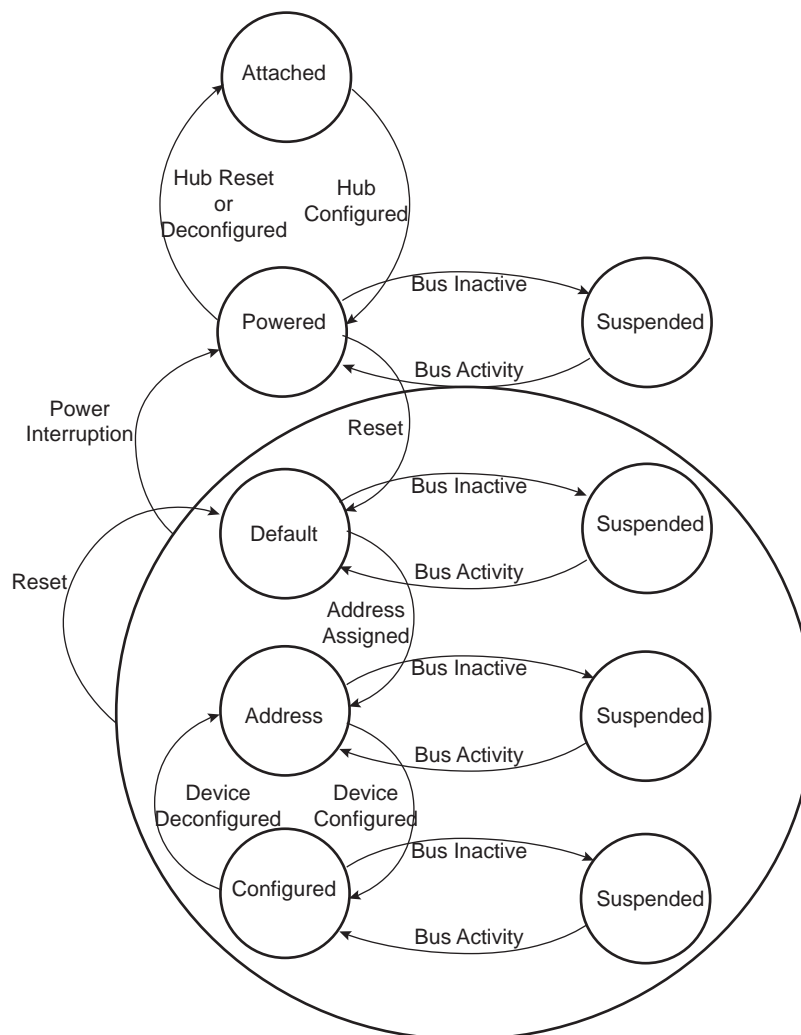 Attached
Hub Reset
or
Deconfigured
Hub
Configured
Powered
Bus Inactive
Suspended
Bus Activity
Power
Interruption
Reset
Default
Bus Inactive
Suspended
Bus Activity
Reset
Address
Assigned
Address
Bus Inactive
Suspended
Bus Activity
Device
Deconfigured
Device
Configured
Configured
Bus Inactive
Suspended
Bus Activity